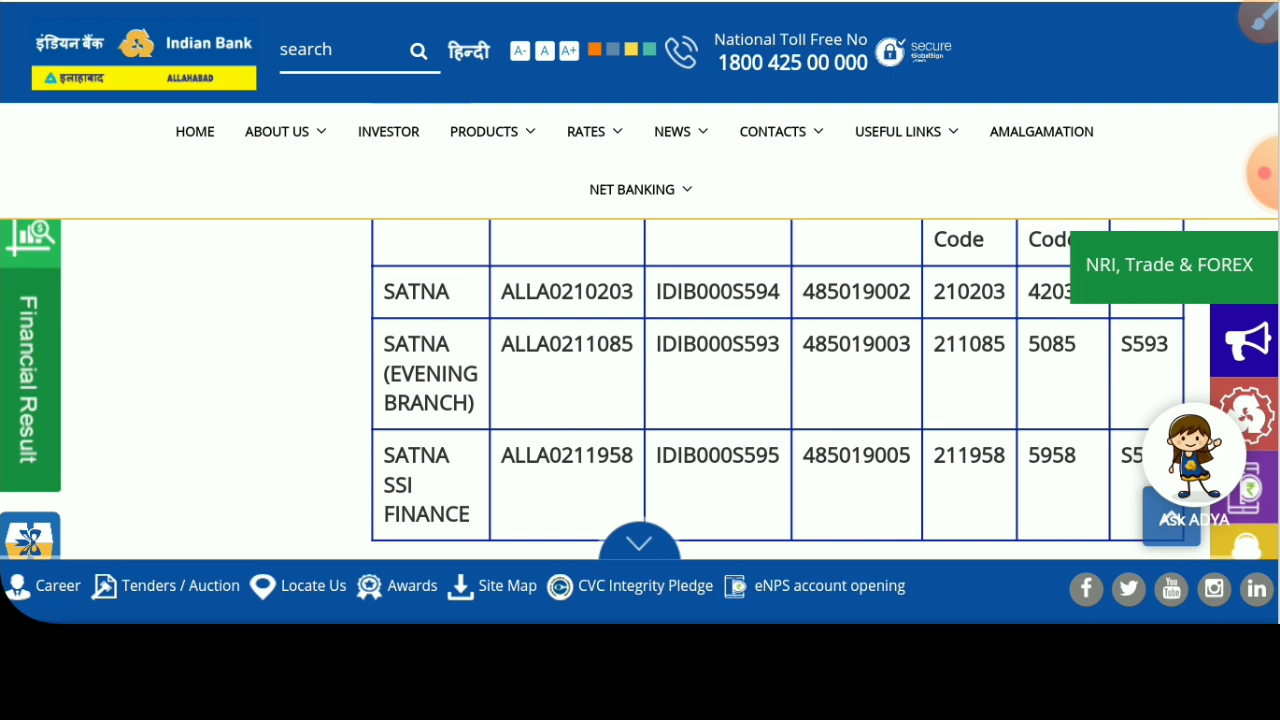 इंडियन बैंक Indian Bank
इलाहाबाद ALLAHABAD
search
हिन्दी
A- A A+
National Toll Free No
1800 425 00 000
secure
GlobalSign
HOME ABOUT US INVESTOR PRODUCTS RATES NEWS CONTACTS USEFUL LINKS AMALGAMATION
NET BANKING
Financial Result
Code
NRI, Trade & FOREX
SATNA ALLA0210203 IDIB000S594 485019002 210203
SATNA ALLA0211085 IDIB000S593 485019003 211085 5085 S593
(EVENING
BRANCH)
SATNA ALLA0211958 IDIB000S595 485019005 211958 5958
SSI
FINANCE
Ask ADYA
Career Tenders / Auction Locate Us Awards Site Map CVC Integrity Pledge eNPS account opening
You
Tube